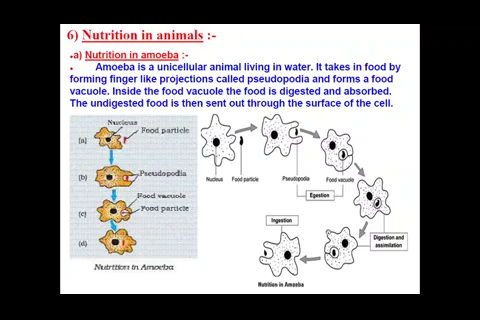 6) Nutrition in animals :-
•a) Nutrition in amoeba :-
• Amoeba is a unicellular animal living in water. It takes in food by
forming finger like projections called pseudopodia and forms a food
vacuole. Inside the food vacuole the food is digested and absorbed.
The undigested food is then sent out through the surface of the cell.
Nucleus
[a]
Food particle
(b)
Pseudopodia
Food vacuole
(c)
Food particle
(d)
Nutrition in Amoeba
Nucleus
Food particle
Pseudopodia
Food vacuole
Egestion
Ingestion
Digestion and
assimilation
Nutrities in Amoeba